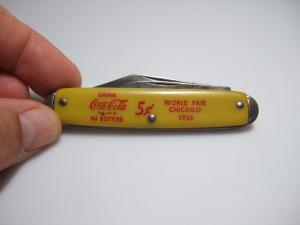 DRINK
Coca-Cola
IN BOTTLES
5¢
WORLD FAIR
CHICAGO
1933